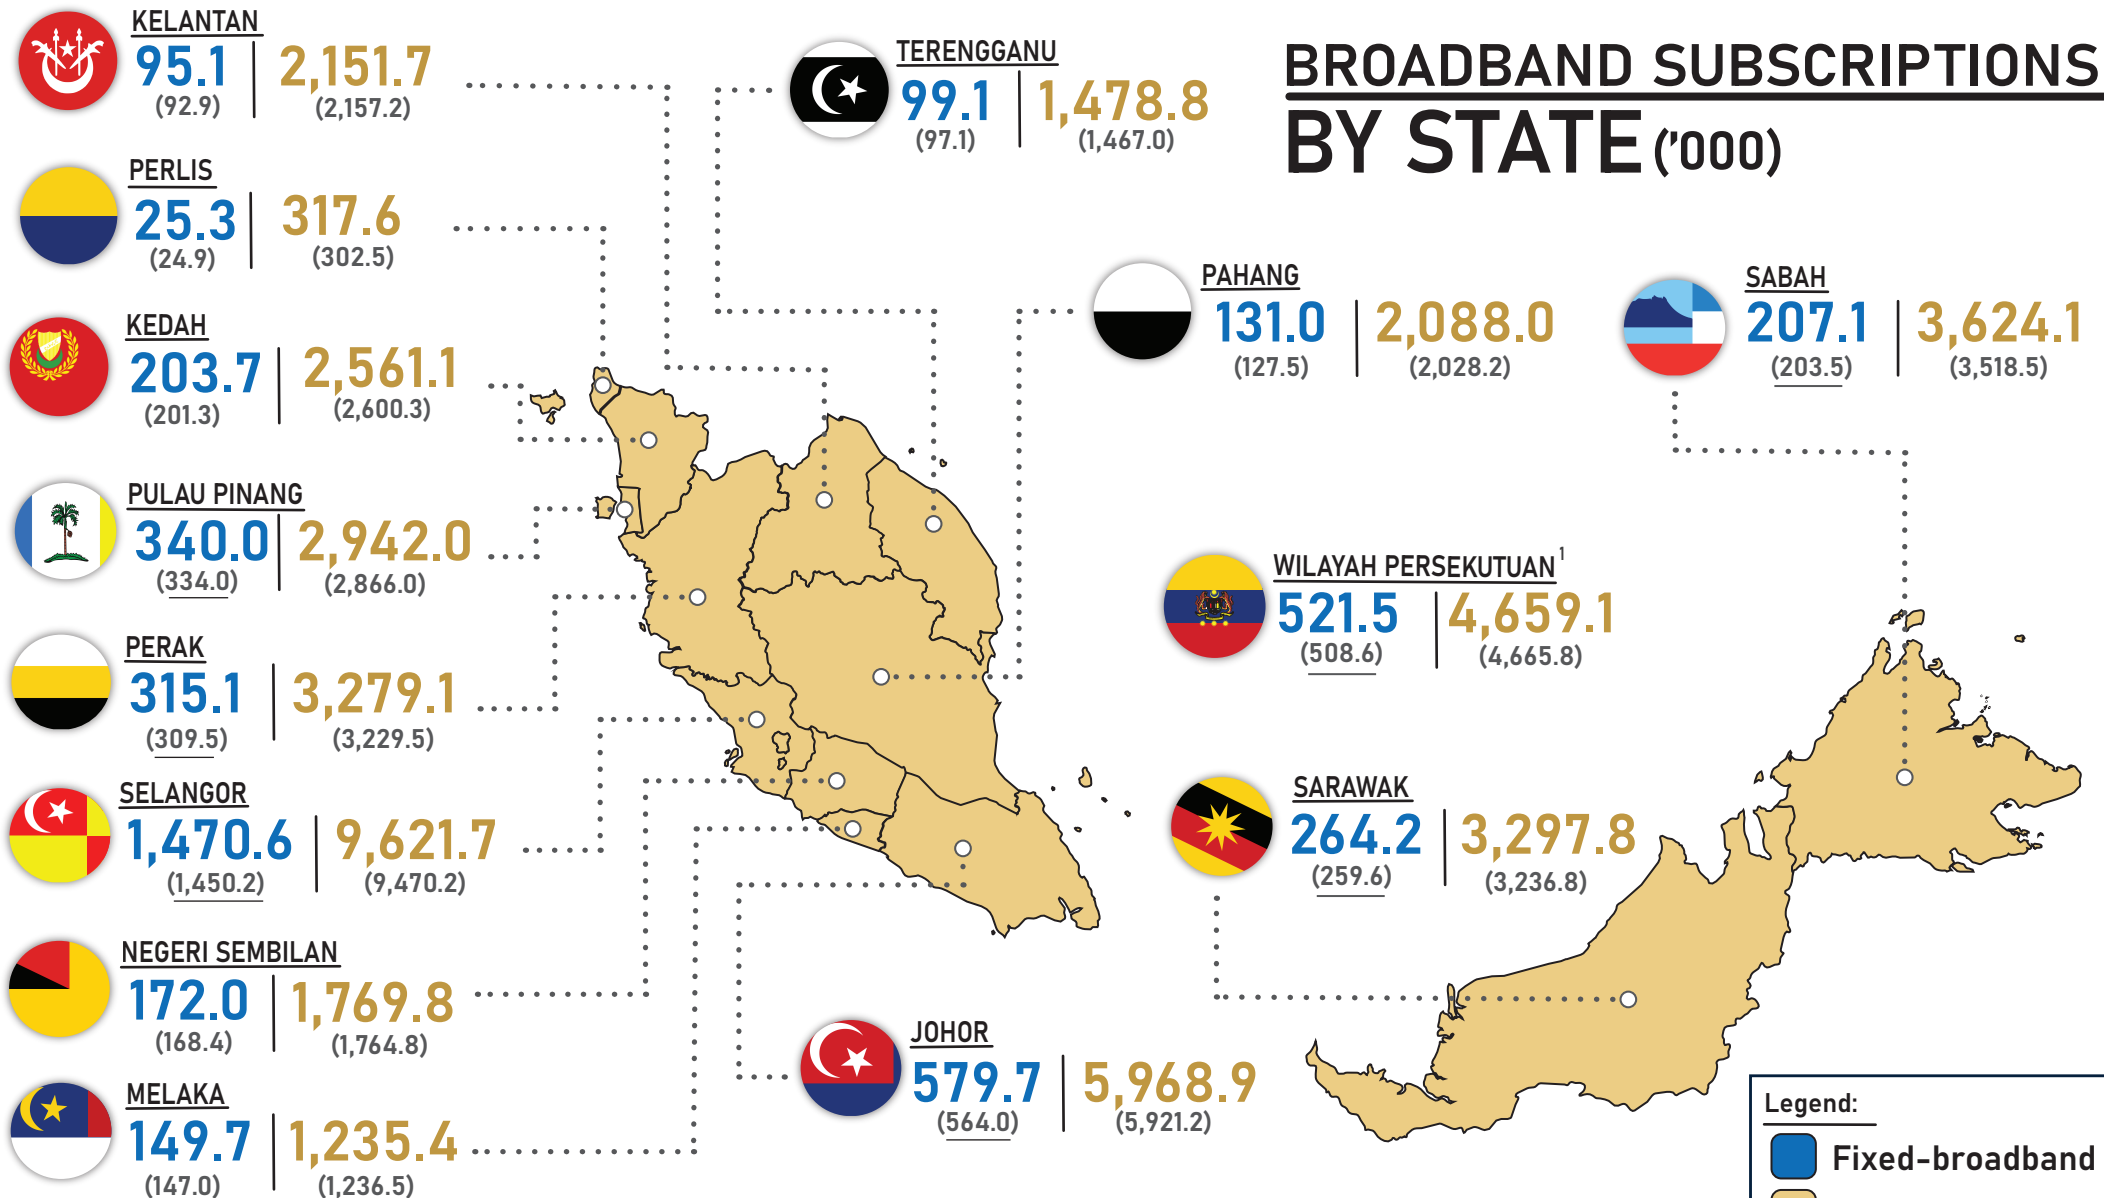 BROADBAND SUBSCRIPTIONS
BY STATE ('000)
KELANTAN
95.1 2,151.7
(92.9) (2,157.2)
PERLIS
25.3 317.6
(24.9) (302.5)
KEDAH
203.7 2,561.1
(201.3) (2,600.3)
PULAU PINANG
340.0 2,942.0
(334.0) (2,866.0)
PERAK
315.1 3,279.1
(309.5) (3,229.5)
SELANGOR
1,470.6 9,621.7
(1,450.2) (9,470.2)
NEGERI SEMBILAN
172.0 1,769.8
(168.4) (1,764.8)
MELAKA
149.7 1,235.4
(147.0) (1,236.5)
TERENGGANU
99.1 1,478.8
(97.1) (1,467.0)
PAHANG
131.0 2,088.0
(127.5) (2,028.2)
SABAH
207.1 3,624.1
(203.5) (3,518.5)
WILAYAH PERSEKUTUAN¹
521.5 4,659.1
(508.6) (4,665.8)
SARAWAK
264.2 3,297.8
(259.6) (3,236.8)
JOHOR
579.7 5,968.9
(564.0) (5,921.2)
Legend:
Fixed-broadband